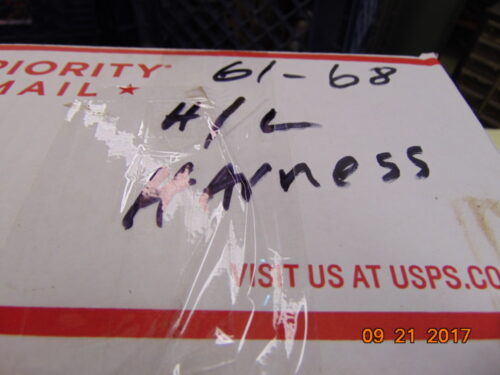 PRIORITY
MAIL ★
61-68
H/L
HArness
VISIT US AT USPS.CO
09 21 2017